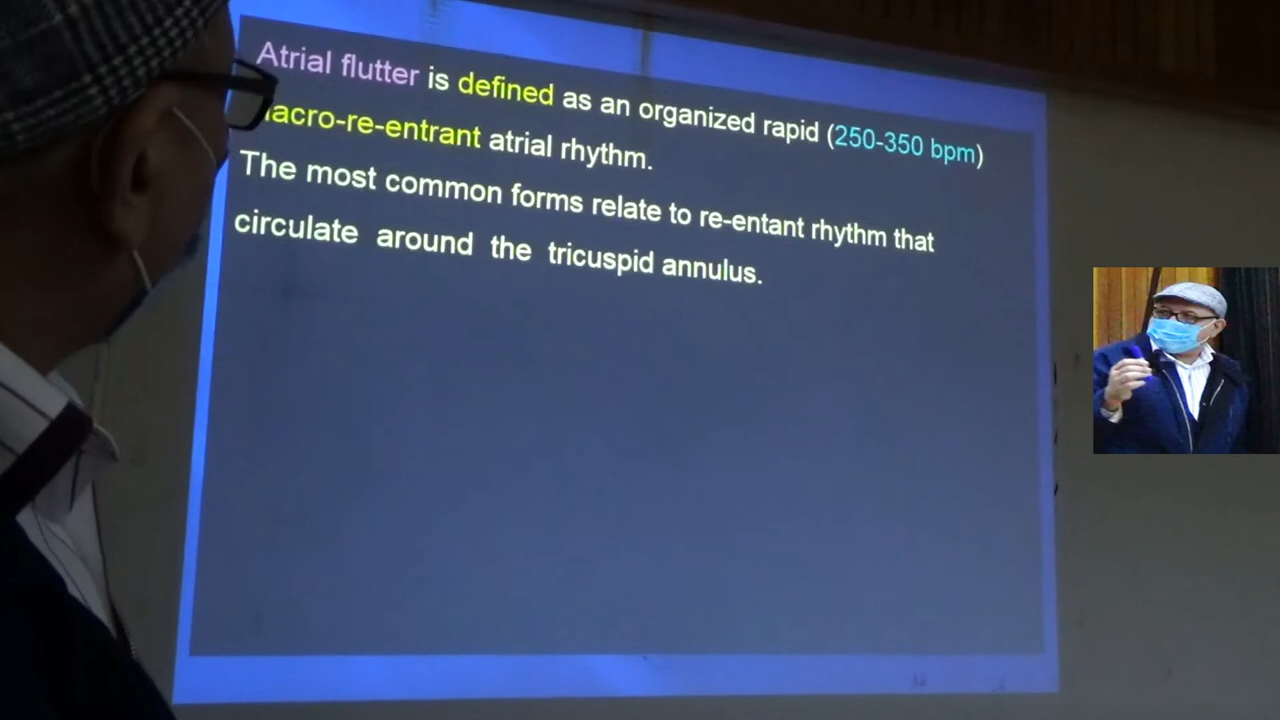 Atrial flutter is defined as an organized rapid (250-350 bpm)
macro-re-entrant atrial rhythm.
The most common forms relate to re-entant rhythm that
circulate around the tricuspid annulus.